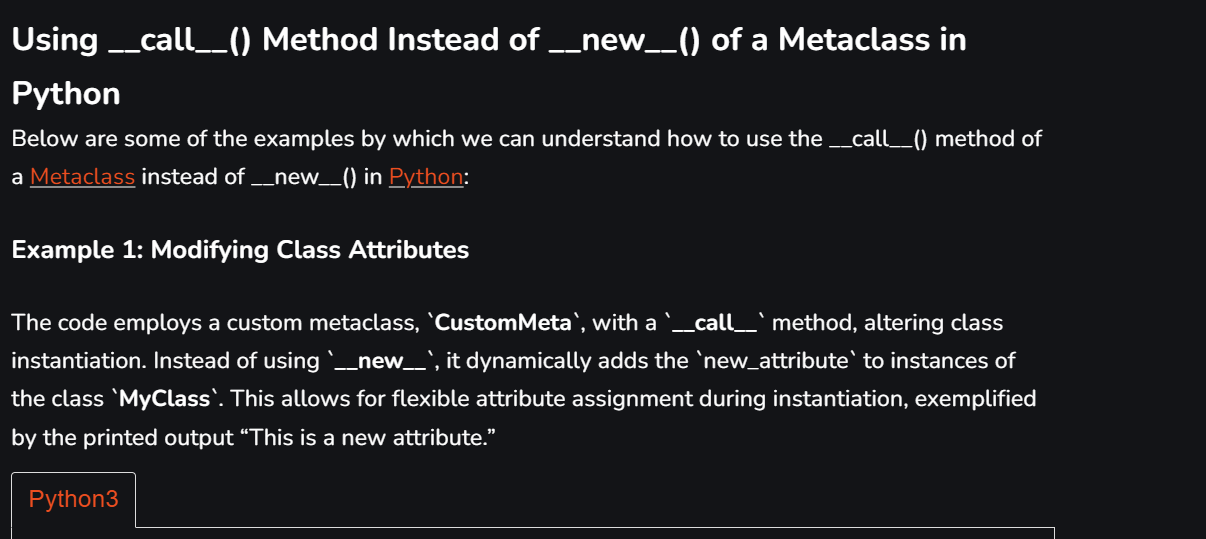 Using __call__() Method Instead of __new__() of a Metaclass in
Python
Below are some of the examples by which we can understand how to use the __call__() method of
a Metaclass instead of __new__() in Python:
Example 1: Modifying Class Attributes
The code employs a custom metaclass, `CustomMeta`, with a `__call__` method, altering class
instantiation. Instead of using `__new__`, it dynamically adds the `new_attribute` to instances of
the class `MyClass`. This allows for flexible attribute assignment during instantiation, exemplified
by the printed output “This is a new attribute.”
Python3